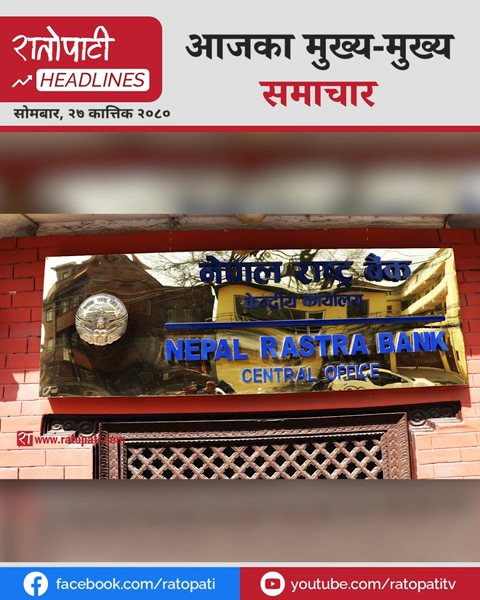 रातोपाटी
HEADLINES
सोमबार, २७ कात्तिक २०८०
आजका मुख्य-मुख्य
समाचार
नेपाल राष्ट्र बैंक
केन्द्रीय कार्यालय
NEPAL RASTRA BANK
CENTRAL OFFICE
रा www.ratopati.com
facebook.com/ratopati
youtube.com/ratopatitv